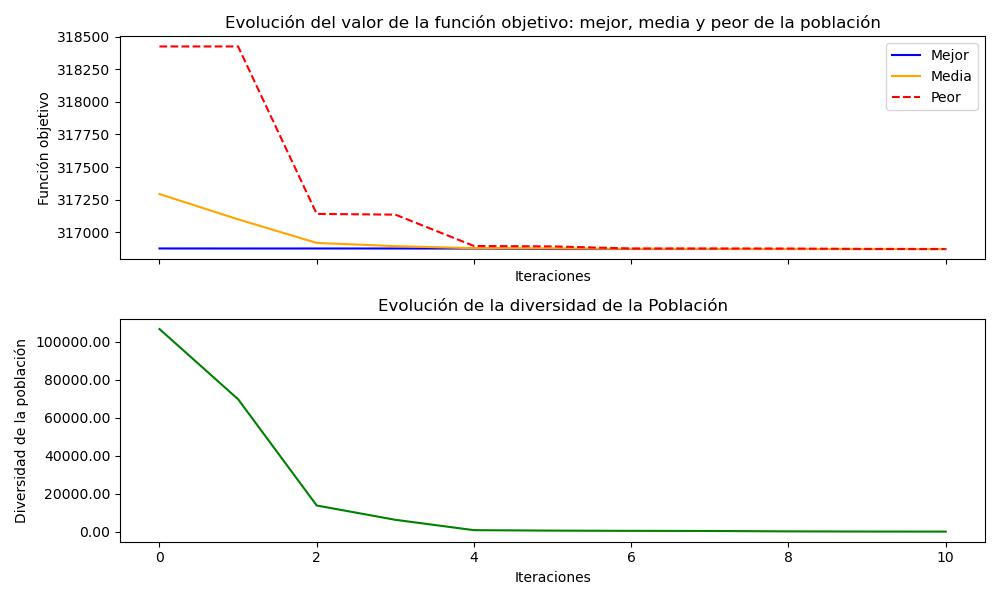 Evolución del valor de la función objetivo: mejor, media y peor de la población
318500
318250
318000
317750
317500
317250
317000
Función objetivo
Mejor
Media
Peor
Iteraciones
Evolución de la diversidad de la Población
100000.00
80000.00
60000.00
40000.00
20000.00
0.00
Diversidad de la población
0 2 4 6 8 10
Iteraciones